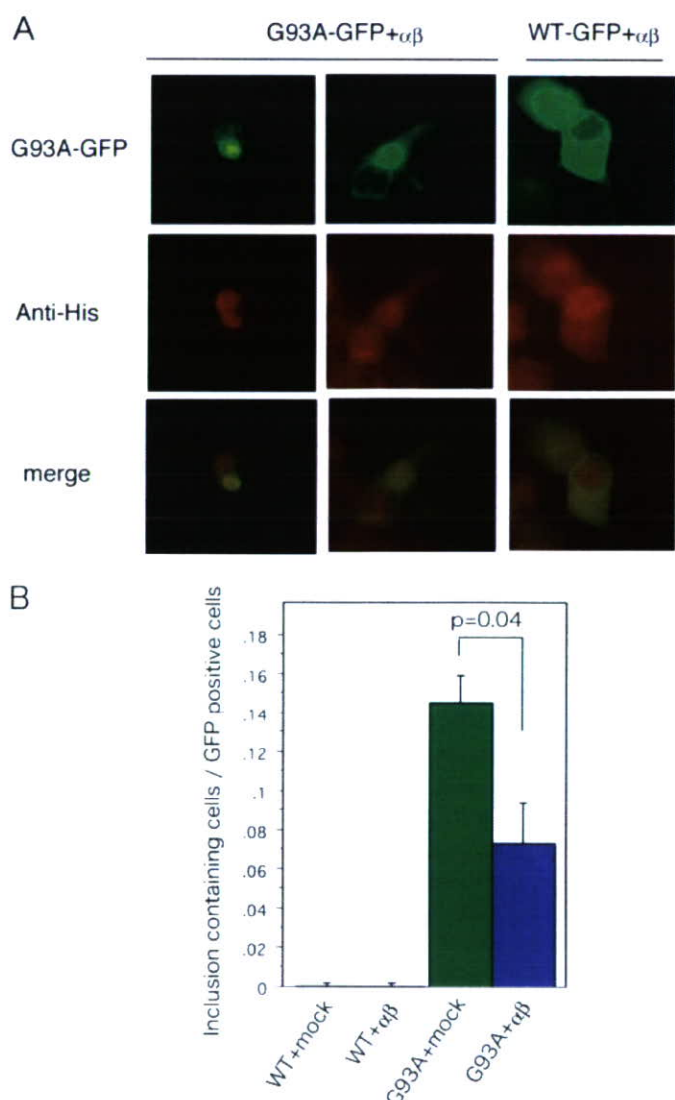 A
G93A-GFP+αβ
WT-GFP+αβ
G93A-GFP
Anti-His
merge
B
Inclusion containing cells / GFP positive cells
p=0.04
.18
.16
.14
.12
.1
.08
.06
.04
.02
0
WT+mock
WT+αβ
G93A+mock
G93A+αβ